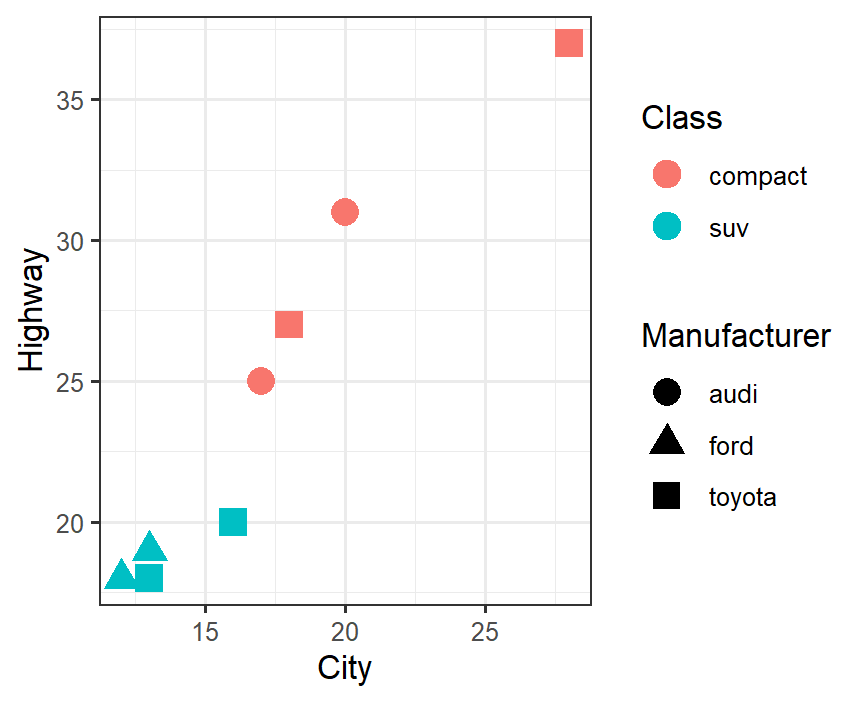 Highway
35
30
25
20
15
20
25
City
Class
compact
suv
Manufacturer
audi
ford
toyota